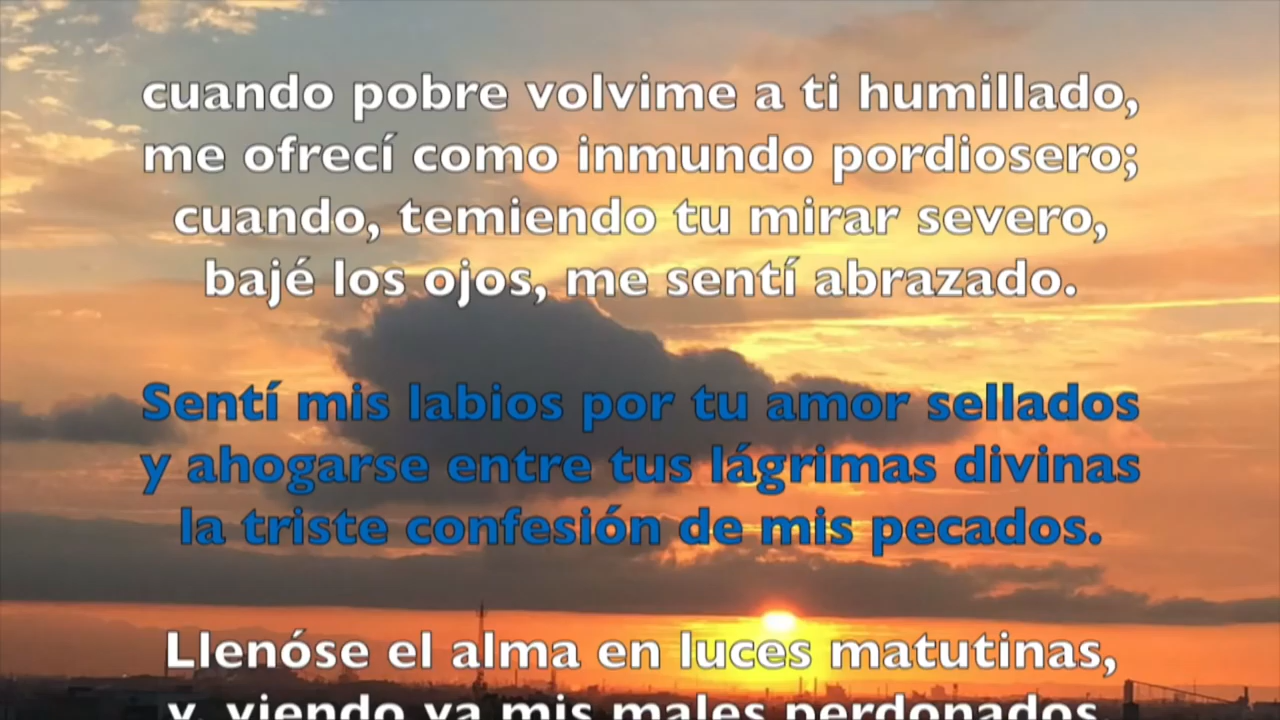 cuando pobre volvime a ti humillado,
me ofrecí como inmundo pordiosero;
cuando, temiendo tu mirar severo,
bajé los ojos, me sentí abrazado.
Sentí mis labios por tu amor sellados
y ahogarse entre tus lágrimas divinas
la triste confesión de mis pecados.
Llenóse el alma en luces matutinas,
y, viendo ya mis males perdonados